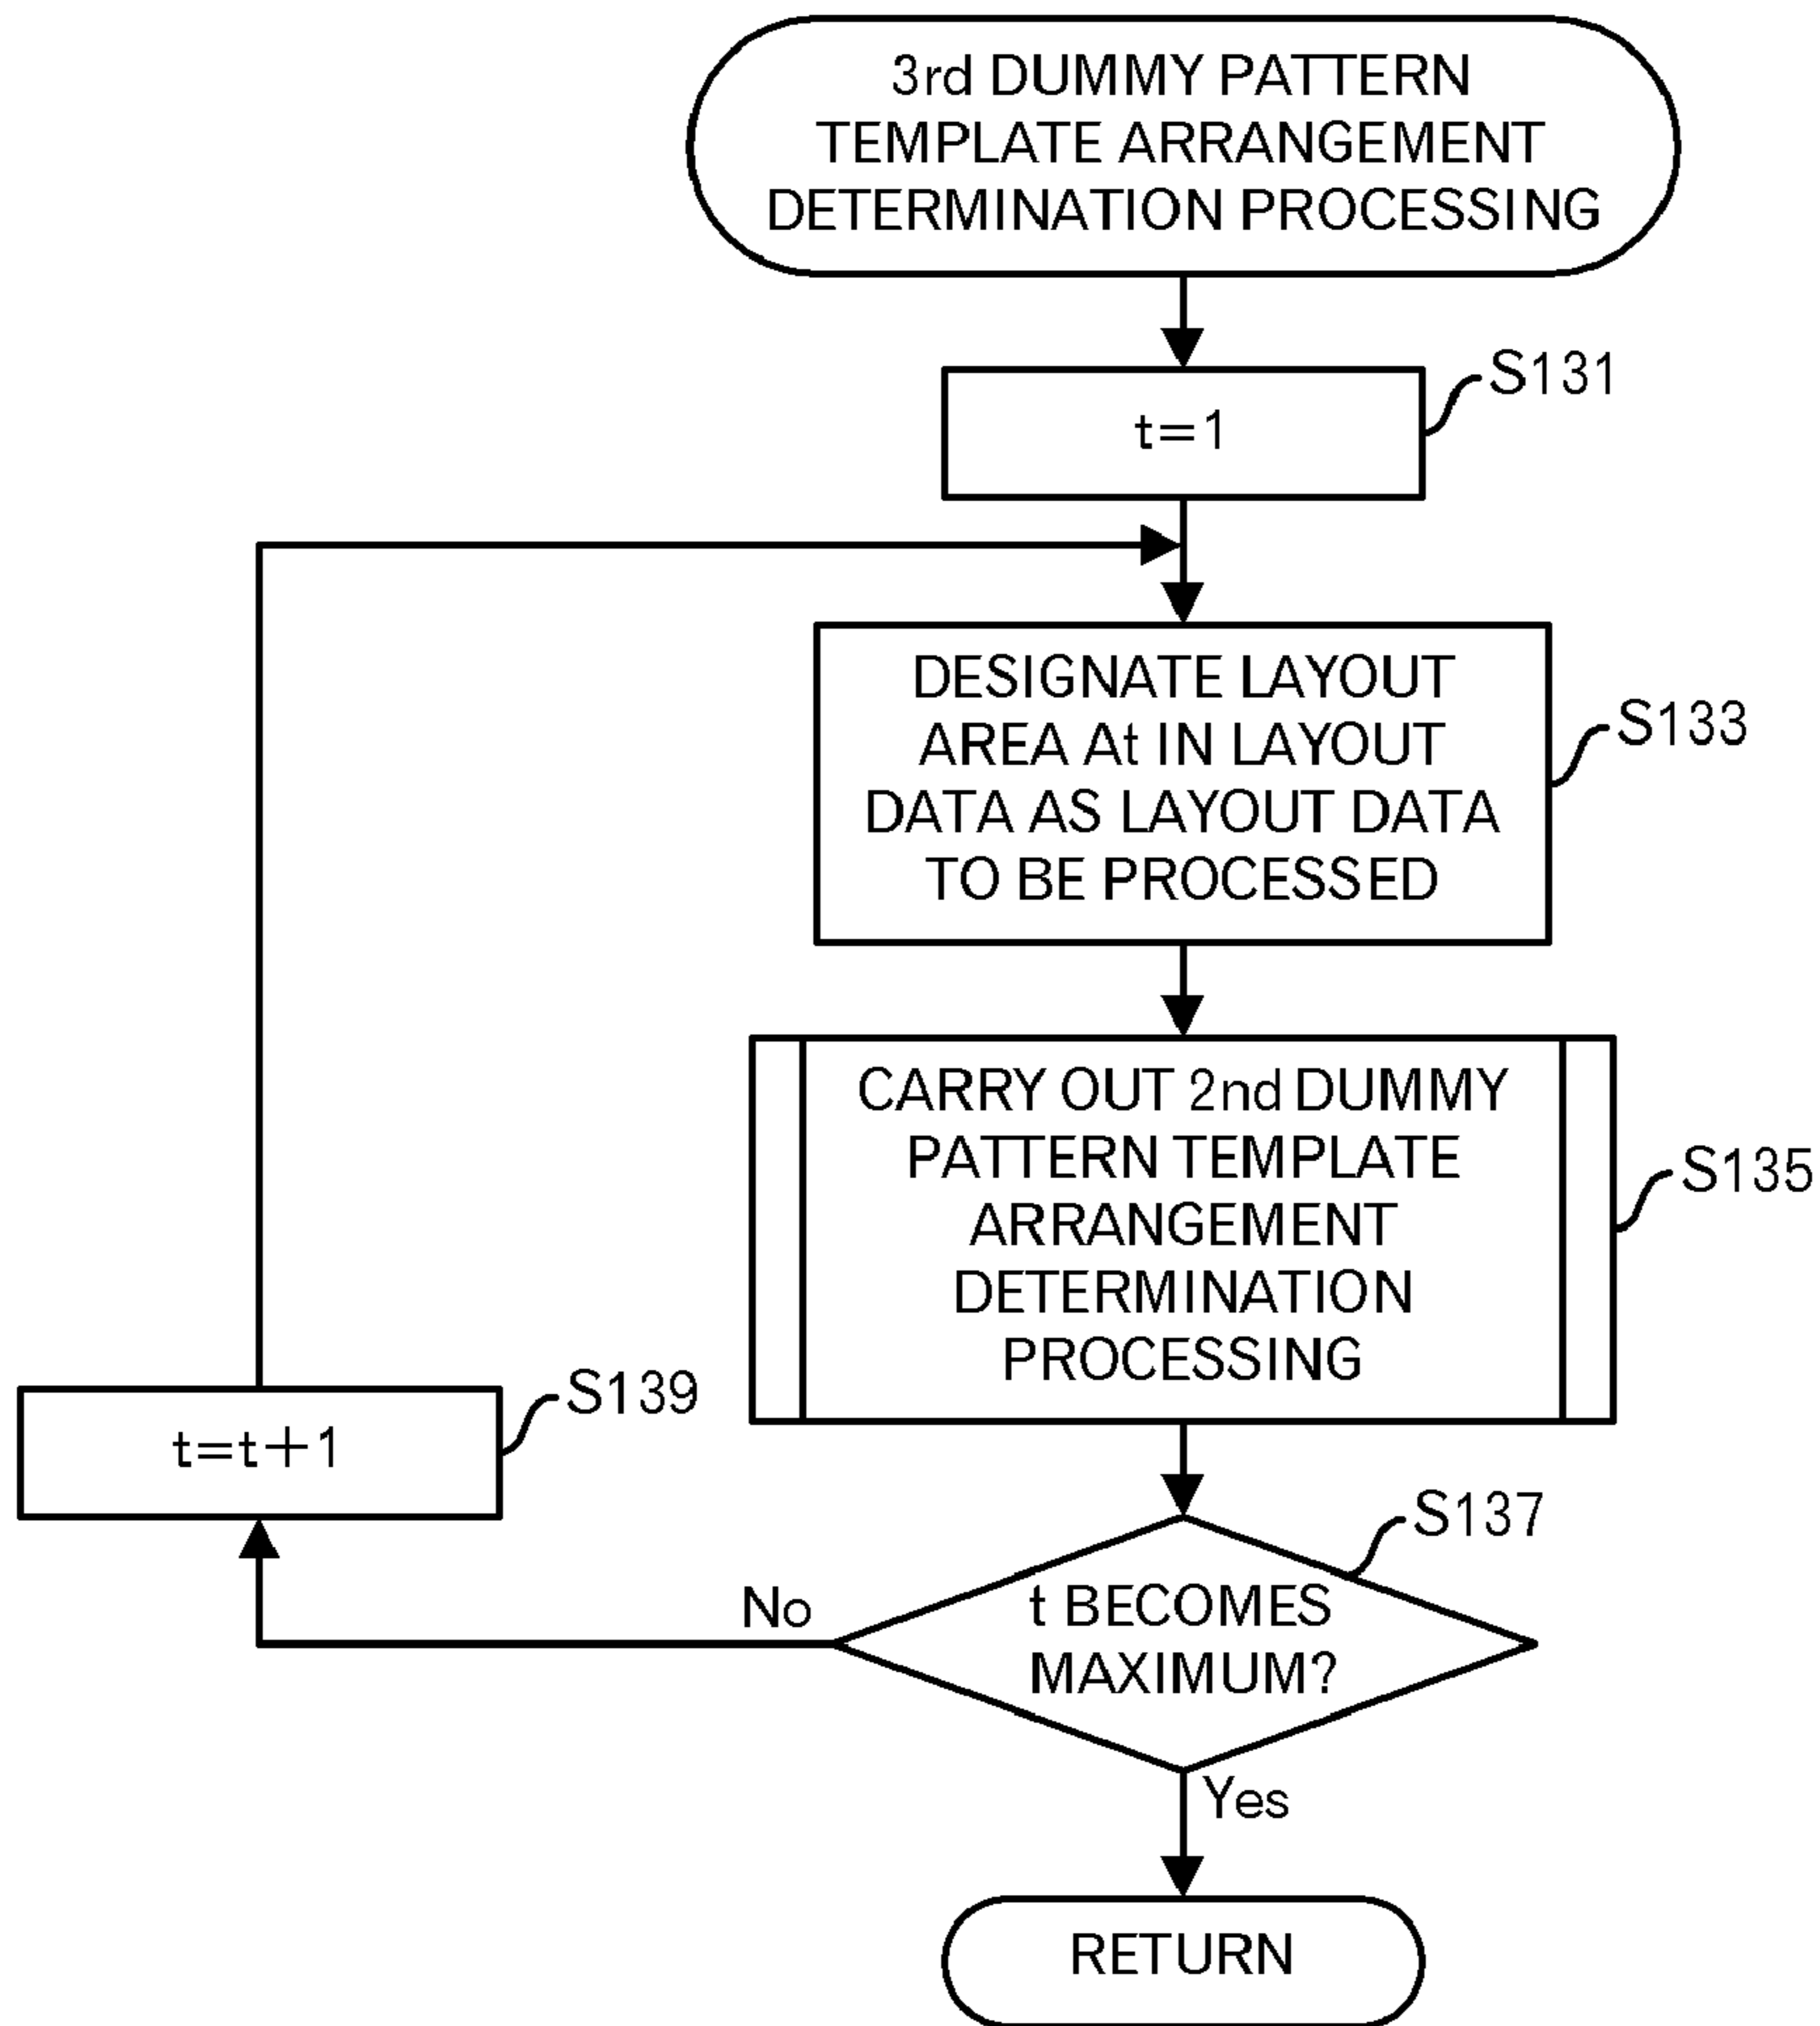 3rd DUMMY PATTERN
TEMPLATE ARRANGEMENT
DETERMINATION PROCESSING
S131
t=1
DESIGNATE LAYOUT
AREA At IN LAYOUT
DATA AS LAYOUT DATA
TO BE PROCESSED
S133
CARRY OUT 2nd DUMMY
PATTERN TEMPLATE
ARRANGEMENT
DETERMINATION
PROCESSING
S135
S139
t=t+1
S137
t BECOMES
MAXIMUM?
No
Yes
RETURN